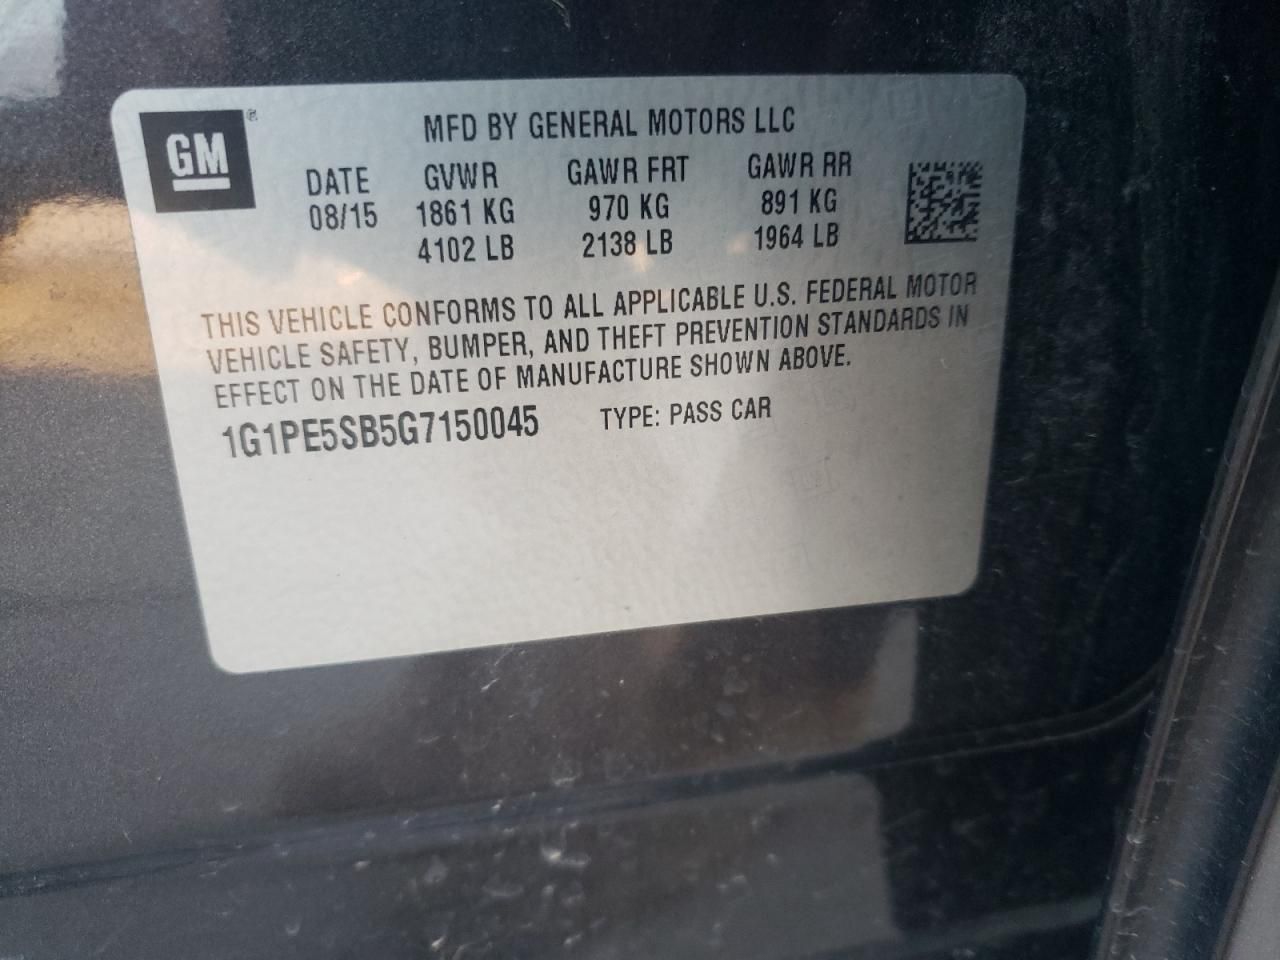 GM®
MFD BY GENERAL MOTORS LLC
DATE GVWR GAWR FRT GAWR RR
08/15 1861 KG 970 KG 891 KG
4102 LB 2138 LB 1964 LB
THIS VEHICLE CONFORMS TO ALL APPLICABLE U.S. FEDERAL MOTOR
VEHICLE SAFETY, BUMPER, AND THEFT PREVENTION STANDARDS IN
EFFECT ON THE DATE OF MANUFACTURE SHOWN ABOVE.
1G1PE5SB5G7150045 TYPE: PASS CAR